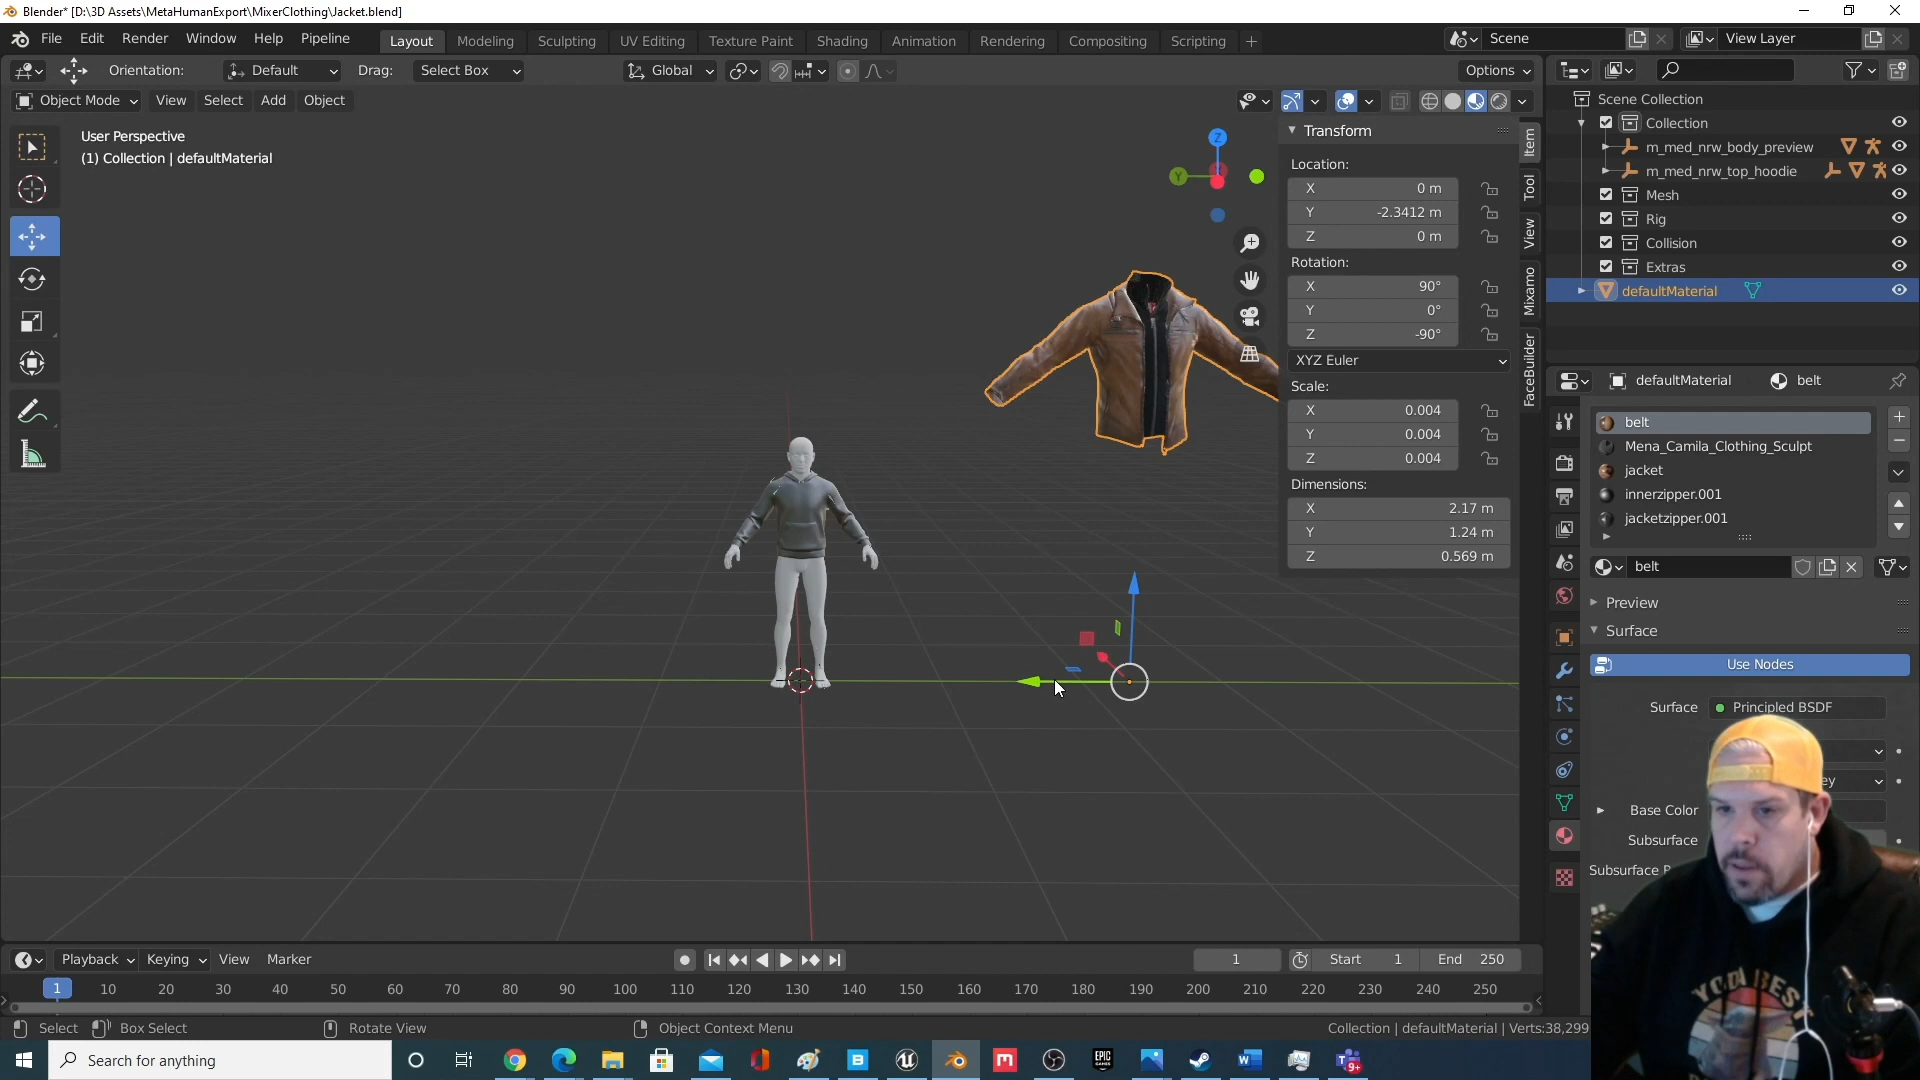 Blender* [D:\3D Assets\MetaHumanExport\MixerClothing\Jacket.blend]
File Edit Render Window Help Pipeline
Layout Modeling Sculpting UV Editing Texture Paint Shading Animation Rendering Compositing Scripting +
Scene
View Layer
Orientation: Default Drag: Select Box
Global
Options
Object Mode View Select Add Object
User Perspective
(1) Collection | defaultMaterial
Z
Y
Transform
Location:
X 0 m
Y -2.3412 m
Z 0 m
Rotation:
X 90°
Y 0°
Z -90°
XYZ Euler
Scale:
X 0.004
Y 0.004
Z 0.004
Dimensions:
X 2.17 m
Y 1.24 m
Z 0.569 m
Item
Tool
View
Mixamo
FaceBuilder
Scene Collection
Collection
m_med_nrw_body_preview
m_med_nrw_top_hoodie
Mesh
Rig
Collision
Extras
defaultMaterial
defaultMaterial belt
belt
Mena_Camila_Clothing_Sculpt
jacket
innerzipper.001
jacketzipper.001
belt
Preview
Surface
Use Nodes
Surface Principled BSDF
ey
Base Color
Subsurface
Subsurface R
YODA BEST
Playback Keying View Marker
1 Start 1 End 250
1 10 20 30 40 50 60 70 80 90 100 110 120 130 140 150 160 170 180 190 200 210 220 230 240 250
Select Box Select Rotate View Object Context Menu
Collection | defaultMaterial | Verts:38,299
Search for anything
EPIC GAMES
9+